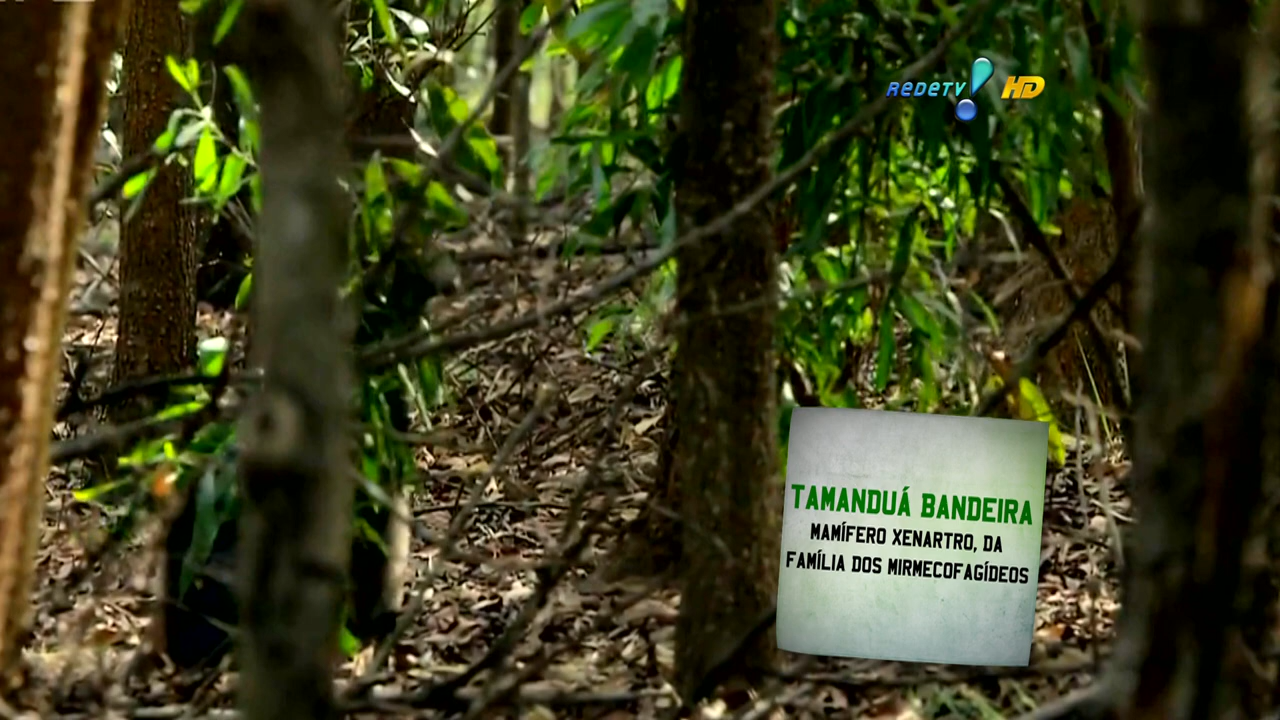 REDETV! HD
TAMANDUÁ BANDEIRA
MAMÍFERO XENARTRO, DA
FAMÍLIA DOS MIRMECOFAGÍDEOS